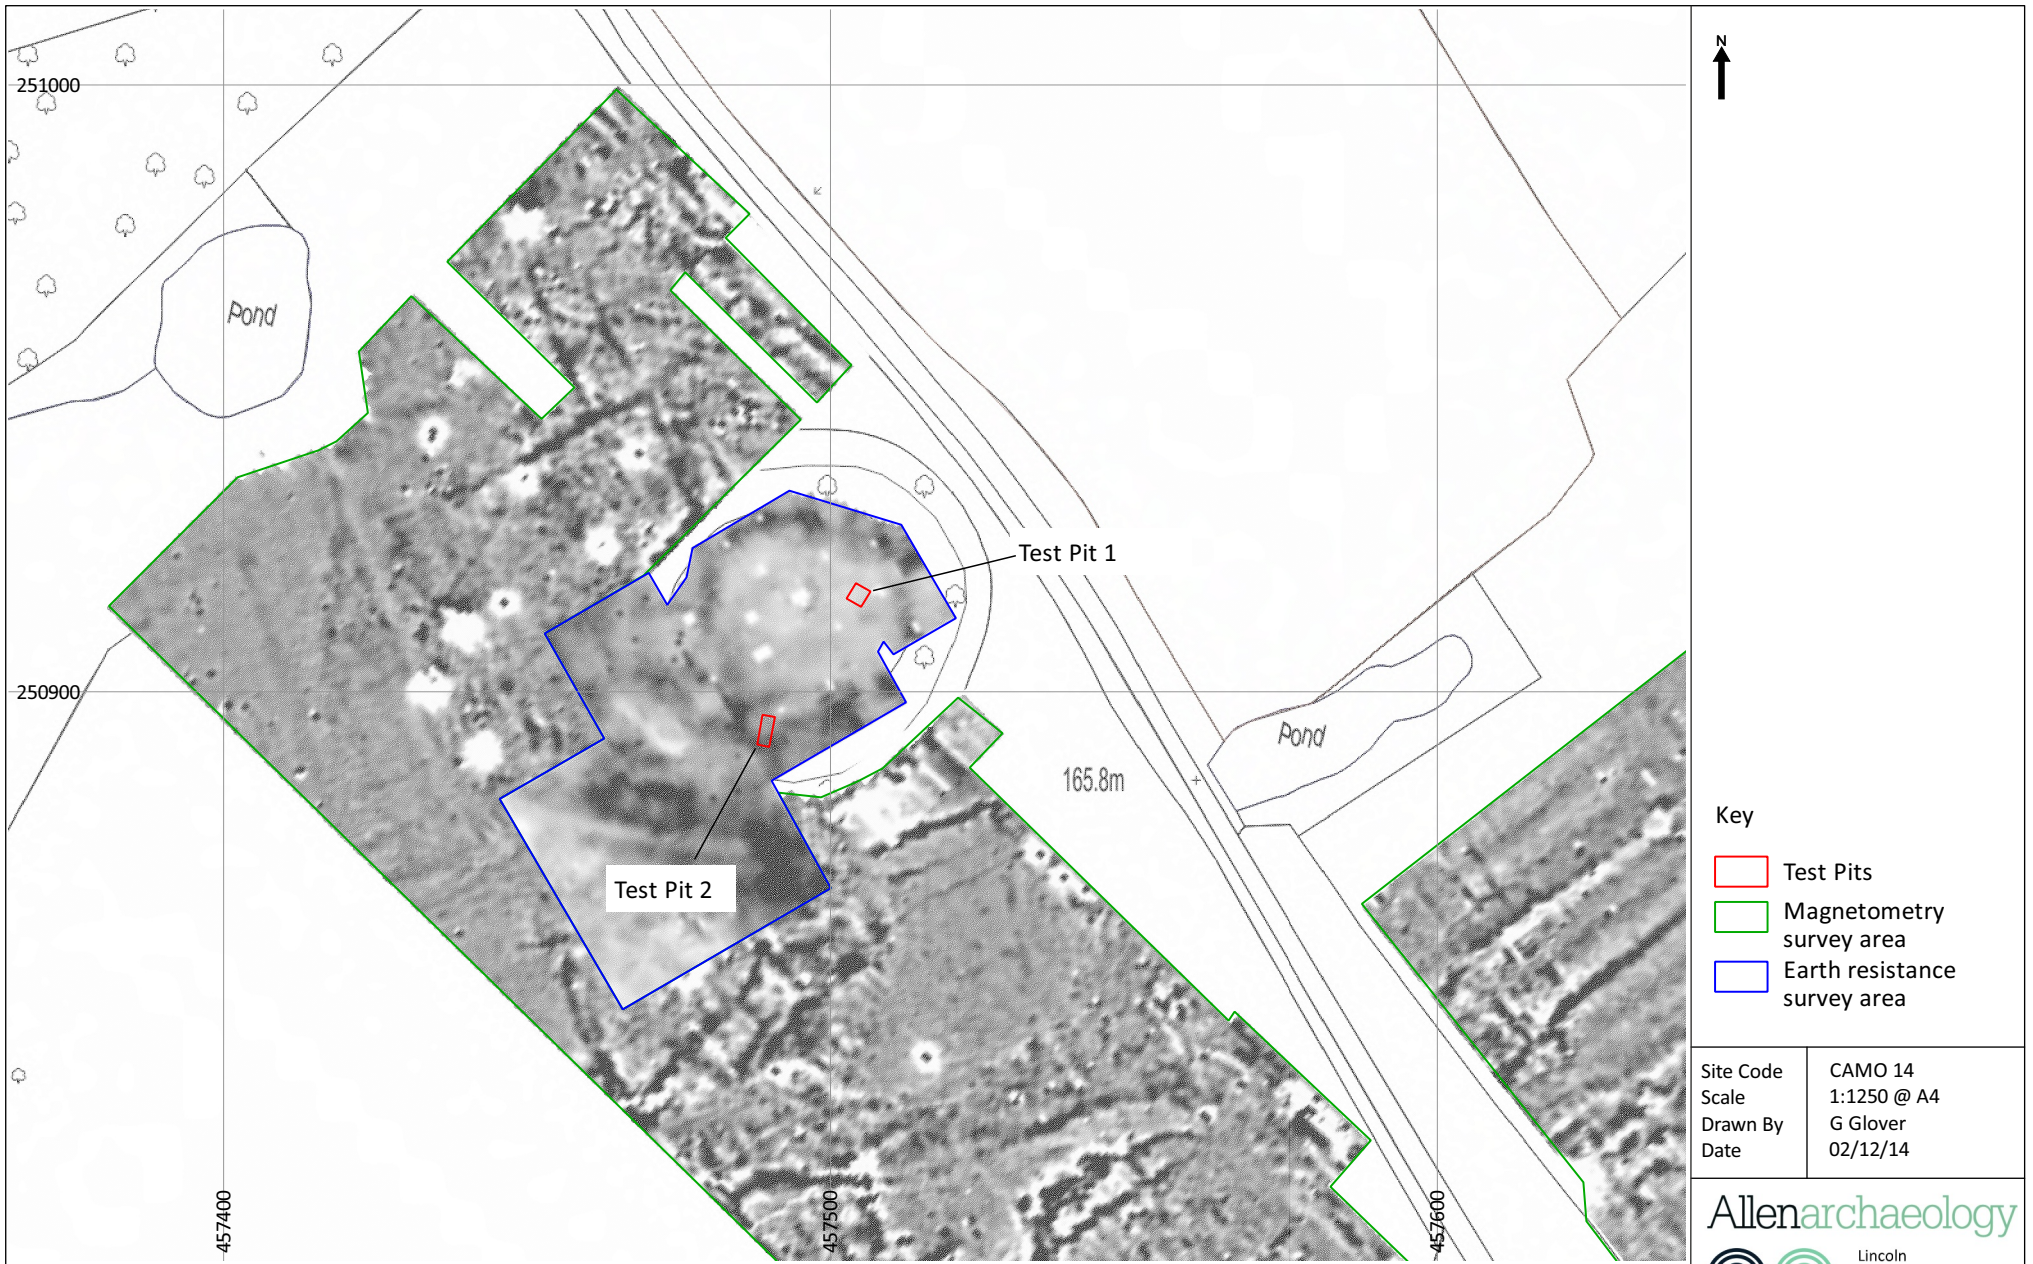 N
251000
Pond
Test Pit 1
250900
Pond
165.8m
Test Pit 2
457400
457500
457600
Key
Test Pits
Magnetometry
survey area
Earth resistance
survey area
Site Code CAMO 14
Scale 1:1250 @ A4
Drawn By G Glover
Date 02/12/14
Allenarchaeology
Lincoln